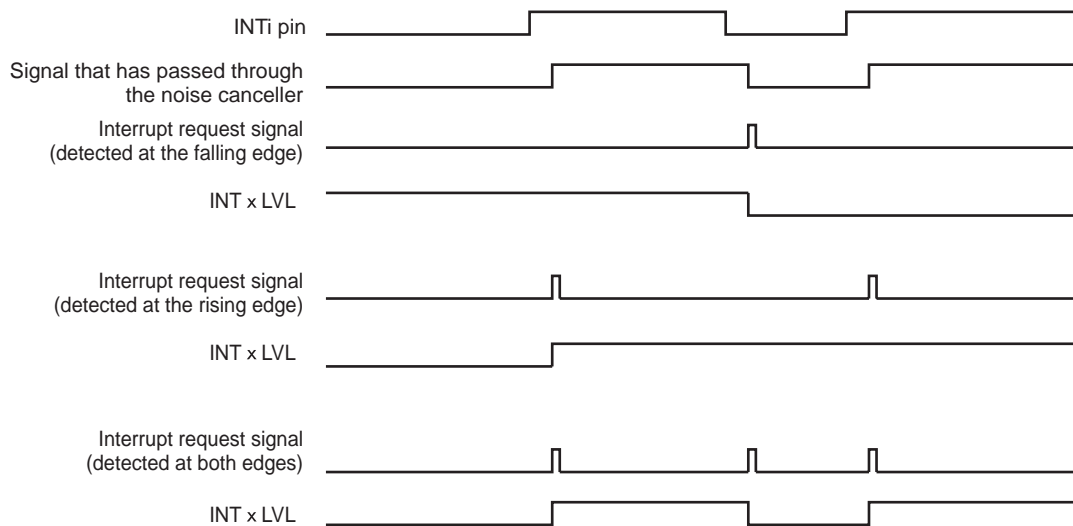 INTi pin
Signal that has passed through
the noise canceller
Interrupt request signal
(detected at the falling edge)
INT x LVL
Interrupt request signal
(detected at the rising edge)
INT x LVL
Interrupt request signal
(detected at both edges)
INT x LVL